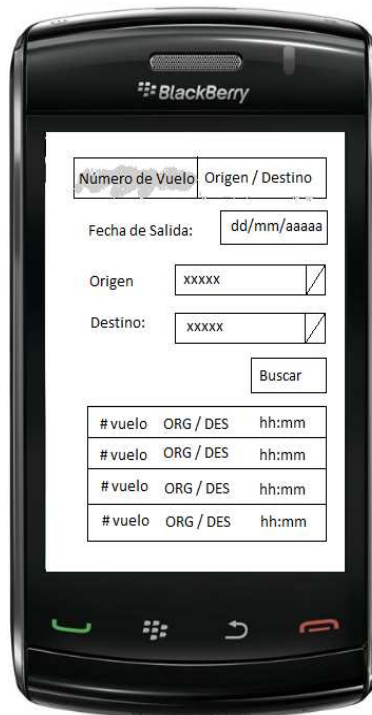 BlackBerry
Número de Vuelo Origen / Destino
Fecha de Salida: dd/mm/aaaaa
Origen xxxxx
Destino: xxxxx
Buscar
#vuelo ORG / DES hh:mm
#vuelo ORG / DES hh:mm
#vuelo ORG / DES hh:mm
#vuelo ORG / DES hh:mm